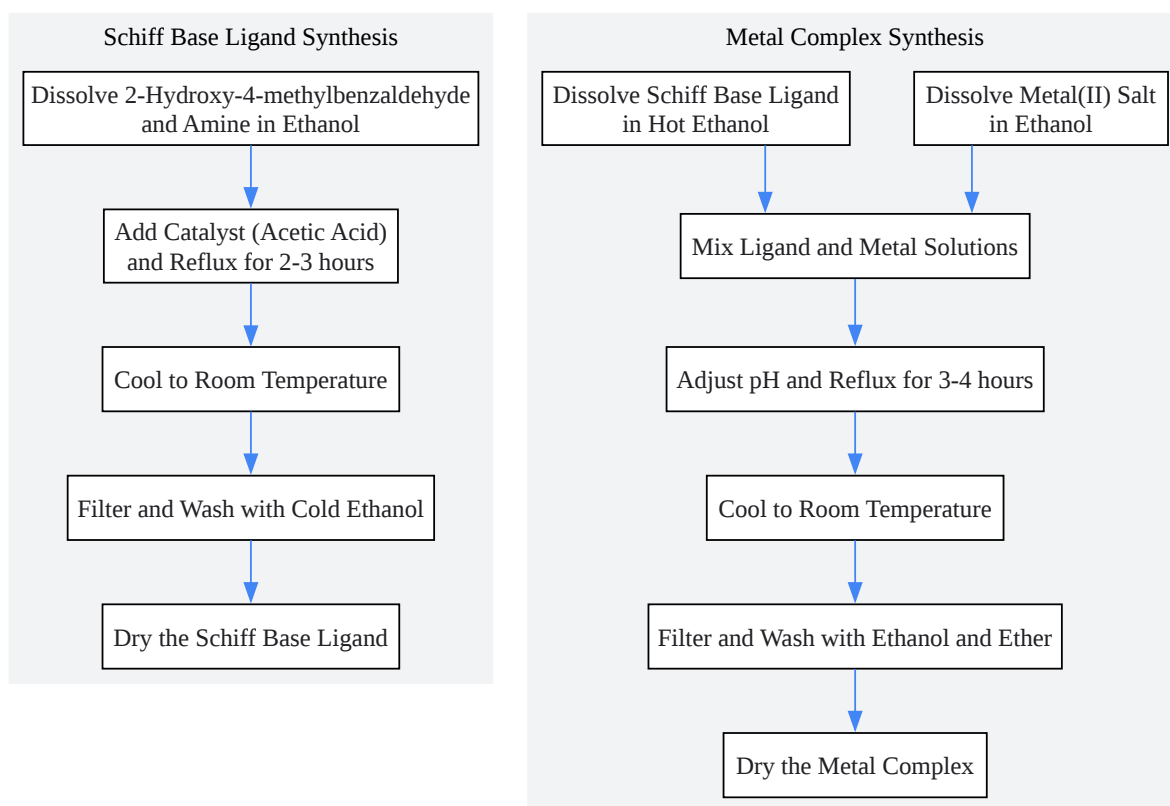 Schiff Base Ligand Synthesis
Dissolve 2-Hydroxy-4-methylbenzaldehyde
and Amine in Ethanol
Add Catalyst (Acetic Acid)
and Reflux for 2-3 hours
Cool to Room Temperature
Filter and Wash with Cold Ethanol
Dry the Schiff Base Ligand
Metal Complex Synthesis
Dissolve Schiff Base Ligand
in Hot Ethanol
Dissolve Metal(II) Salt
in Ethanol
Mix Ligand and Metal Solutions
Adjust pH and Reflux for 3-4 hours
Cool to Room Temperature
Filter and Wash with Ethanol and Ether
Dry the Metal Complex